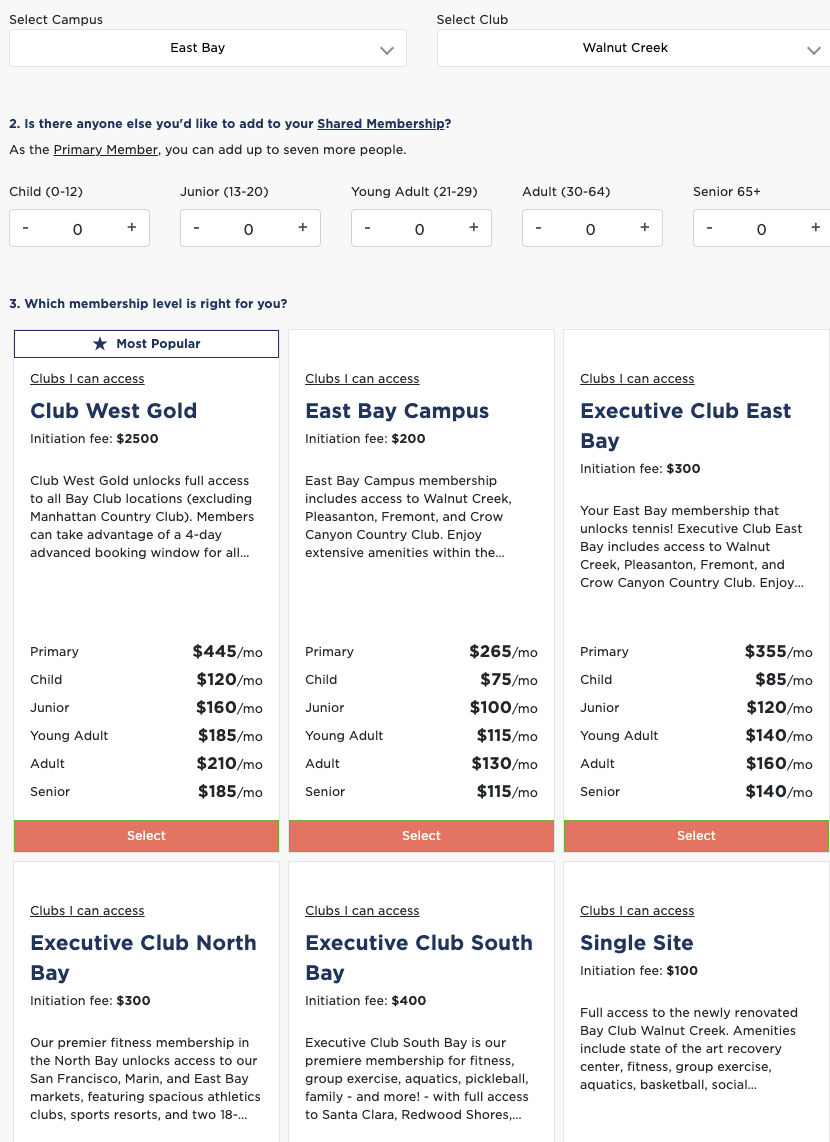 Select Campus
Select Club
East Bay
Walnut Creek
2. Is there anyone else you'd like to add to your Shared Membership?
As the Primary Member, you can add up to seven more people.
Child (0-12)
Junior (13-20)
Young Adult (21-29)
Adult (30-64)
Senior 65+
- 0 +
- 0 +
- 0 +
- 0 +
- 0 +
3. Which membership level is right for you?
★ Most Popular
Clubs I can access
Club West Gold
Initiation fee: $2500
Club West Gold unlocks full access
to all Bay Club locations (excluding
Manhattan Country Club). Members
can take advantage of a 4-day
advanced booking window for all...
Primary $445/mo
Child $120/mo
Junior $160/mo
Young Adult $185/mo
Adult $210/mo
Senior $185/mo
Select
Clubs I can access
East Bay Campus
Initiation fee: $200
East Bay Campus membership
includes access to Walnut Creek,
Pleasanton, Fremont, and Crow
Canyon Country Club. Enjoy
extensive amenities within the...
Primary $265/mo
Child $75/mo
Junior $100/mo
Young Adult $115/mo
Adult $130/mo
Senior $115/mo
Select
Clubs I can access
Executive Club East
Bay
Initiation fee: $300
Your East Bay membership that
unlocks tennis! Executive Club East
Bay includes access to Walnut
Creek, Pleasanton, Fremont, and
Crow Canyon Country Club. Enjoy...
Primary $355/mo
Child $85/mo
Junior $120/mo
Young Adult $140/mo
Adult $160/mo
Senior $140/mo
Select
Clubs I can access
Executive Club North
Bay
Initiation fee: $300
Our premier fitness membership in
the North Bay unlocks access to our
San Francisco, Marin, and East Bay
markets, featuring spacious athletics
clubs, sports resorts, and two 18-...
Clubs I can access
Executive Club South
Bay
Initiation fee: $400
Executive Club South Bay is our
premiere membership for fitness,
group exercise, aquatics, pickleball,
family - and more! - with full access
to Santa Clara, Redwood Shores,...
Clubs I can access
Single Site
Initiation fee: $100
Full access to the newly renovated
Bay Club Walnut Creek. Amenities
include state of the art recovery
center, fitness, group exercise,
aquatics, basketball, social...